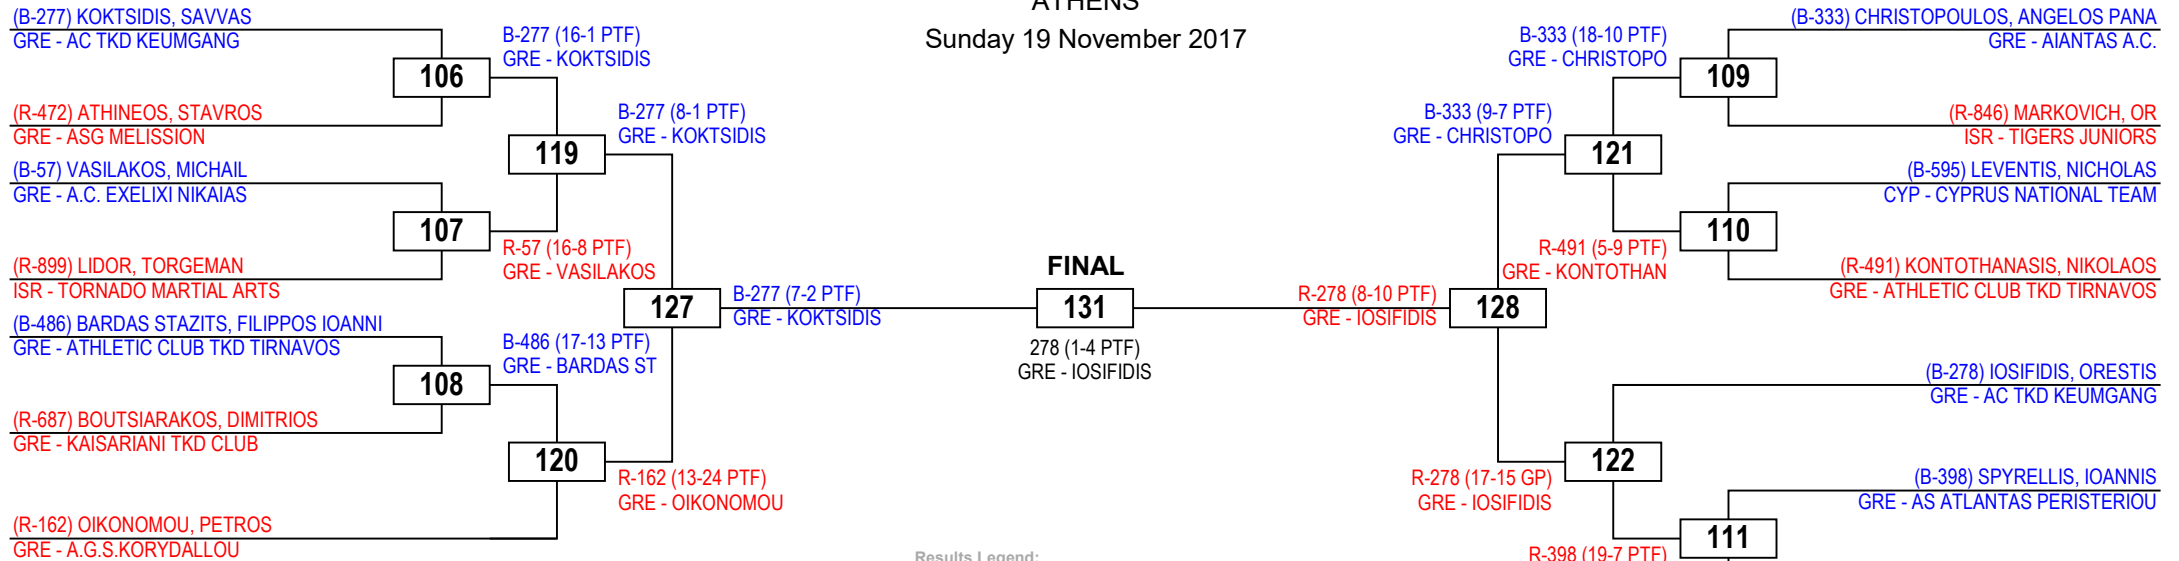 ATHENS
Sunday 19 November 2017
(B-277) KOKTSIDIS, SAVVAS
GRE - AC TKD KEUMGANG
B-277 (16-1 PTF)
GRE - KOKTSIDIS
106
(R-472) ATHINEOS, STAVROS
GRE - ASG MELISSION
B-277 (8-1 PTF)
GRE - KOKTSIDIS
119
(B-57) VASILAKOS, MICHAIL
GRE - A.C. EXELIXI NIKAIAS
107
R-57 (16-8 PTF)
GRE - VASILAKOS
(R-899) LIDOR, TORGEMAN
ISR - TORNADO MARTIAL ARTS
127
B-277 (7-2 PTF)
GRE - KOKTSIDIS
(B-486) BARDAS STAZITS, FILIPPOS IOANNI
GRE - ATHLETIC CLUB TKD TIRNAVOS
B-486 (17-13 PTF)
GRE - BARDAS ST
108
(R-687) BOUTSIARAKOS, DIMITRIOS
GRE - KAISARIANI TKD CLUB
120
R-162 (13-24 PTF)
GRE - OIKONOMOU
(R-162) OIKONOMOU, PETROS
GRE - A.G.S.KORYDALLOU
FINAL
131
278 (1-4 PTF)
GRE - IOSIFIDIS
(B-333) CHRISTOPOULOS, ANGELOS PANA
GRE - AIANTAS A.C.
B-333 (18-10 PTF)
GRE - CHRISTOPO
109
(R-846) MARKOVICH, OR
ISR - TIGERS JUNIORS
B-333 (9-7 PTF)
GRE - CHRISTOPO
121
(B-595) LEVENTIS, NICHOLAS
CYP - CYPRUS NATIONAL TEAM
110
R-491 (5-9 PTF)
GRE - KONTOTHAN
(R-491) KONTOTHANASIS, NIKOLAOS
GRE - ATHLETIC CLUB TKD TIRNAVOS
R-278 (8-10 PTF)
GRE - IOSIFIDIS
128
(B-278) IOSIFIDIS, ORESTIS
GRE - AC TKD KEUMGANG
122
R-278 (17-15 GP)
GRE - IOSIFIDIS
(B-398) SPYRELLIS, IOANNIS
GRE - AS ATLANTAS PERISTERIOU
111
R-398 (19-7 PTF)
Results Legend: